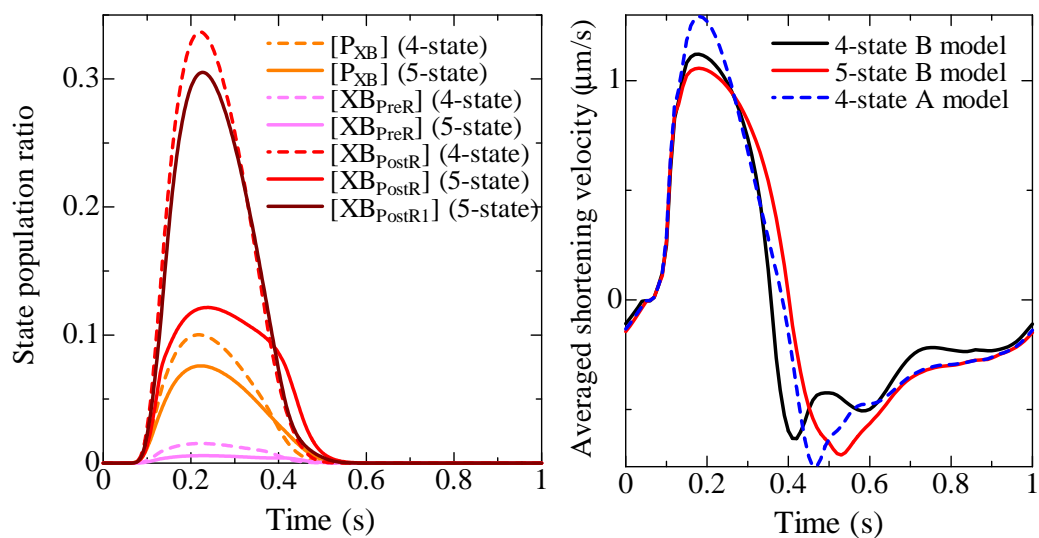 [P_XB] (4-state)
[P_XB] (5-state)
[XB_PreR] (4-state)
[XB_PreR] (5-state)
[XB_PostR] (4-state)
[XB_PostR] (5-state)
[XB_PostR1] (5-state)
State population ratio
0.3
0.2
0.1
0
0 0.2 0.4 0.6 0.8 1
Time (s)
4-state B model
5-state B model
4-state A model
Averaged shortening velocity (μm/s)
1
0
0 0.2 0.4 0.6 0.8 1
Time (s)